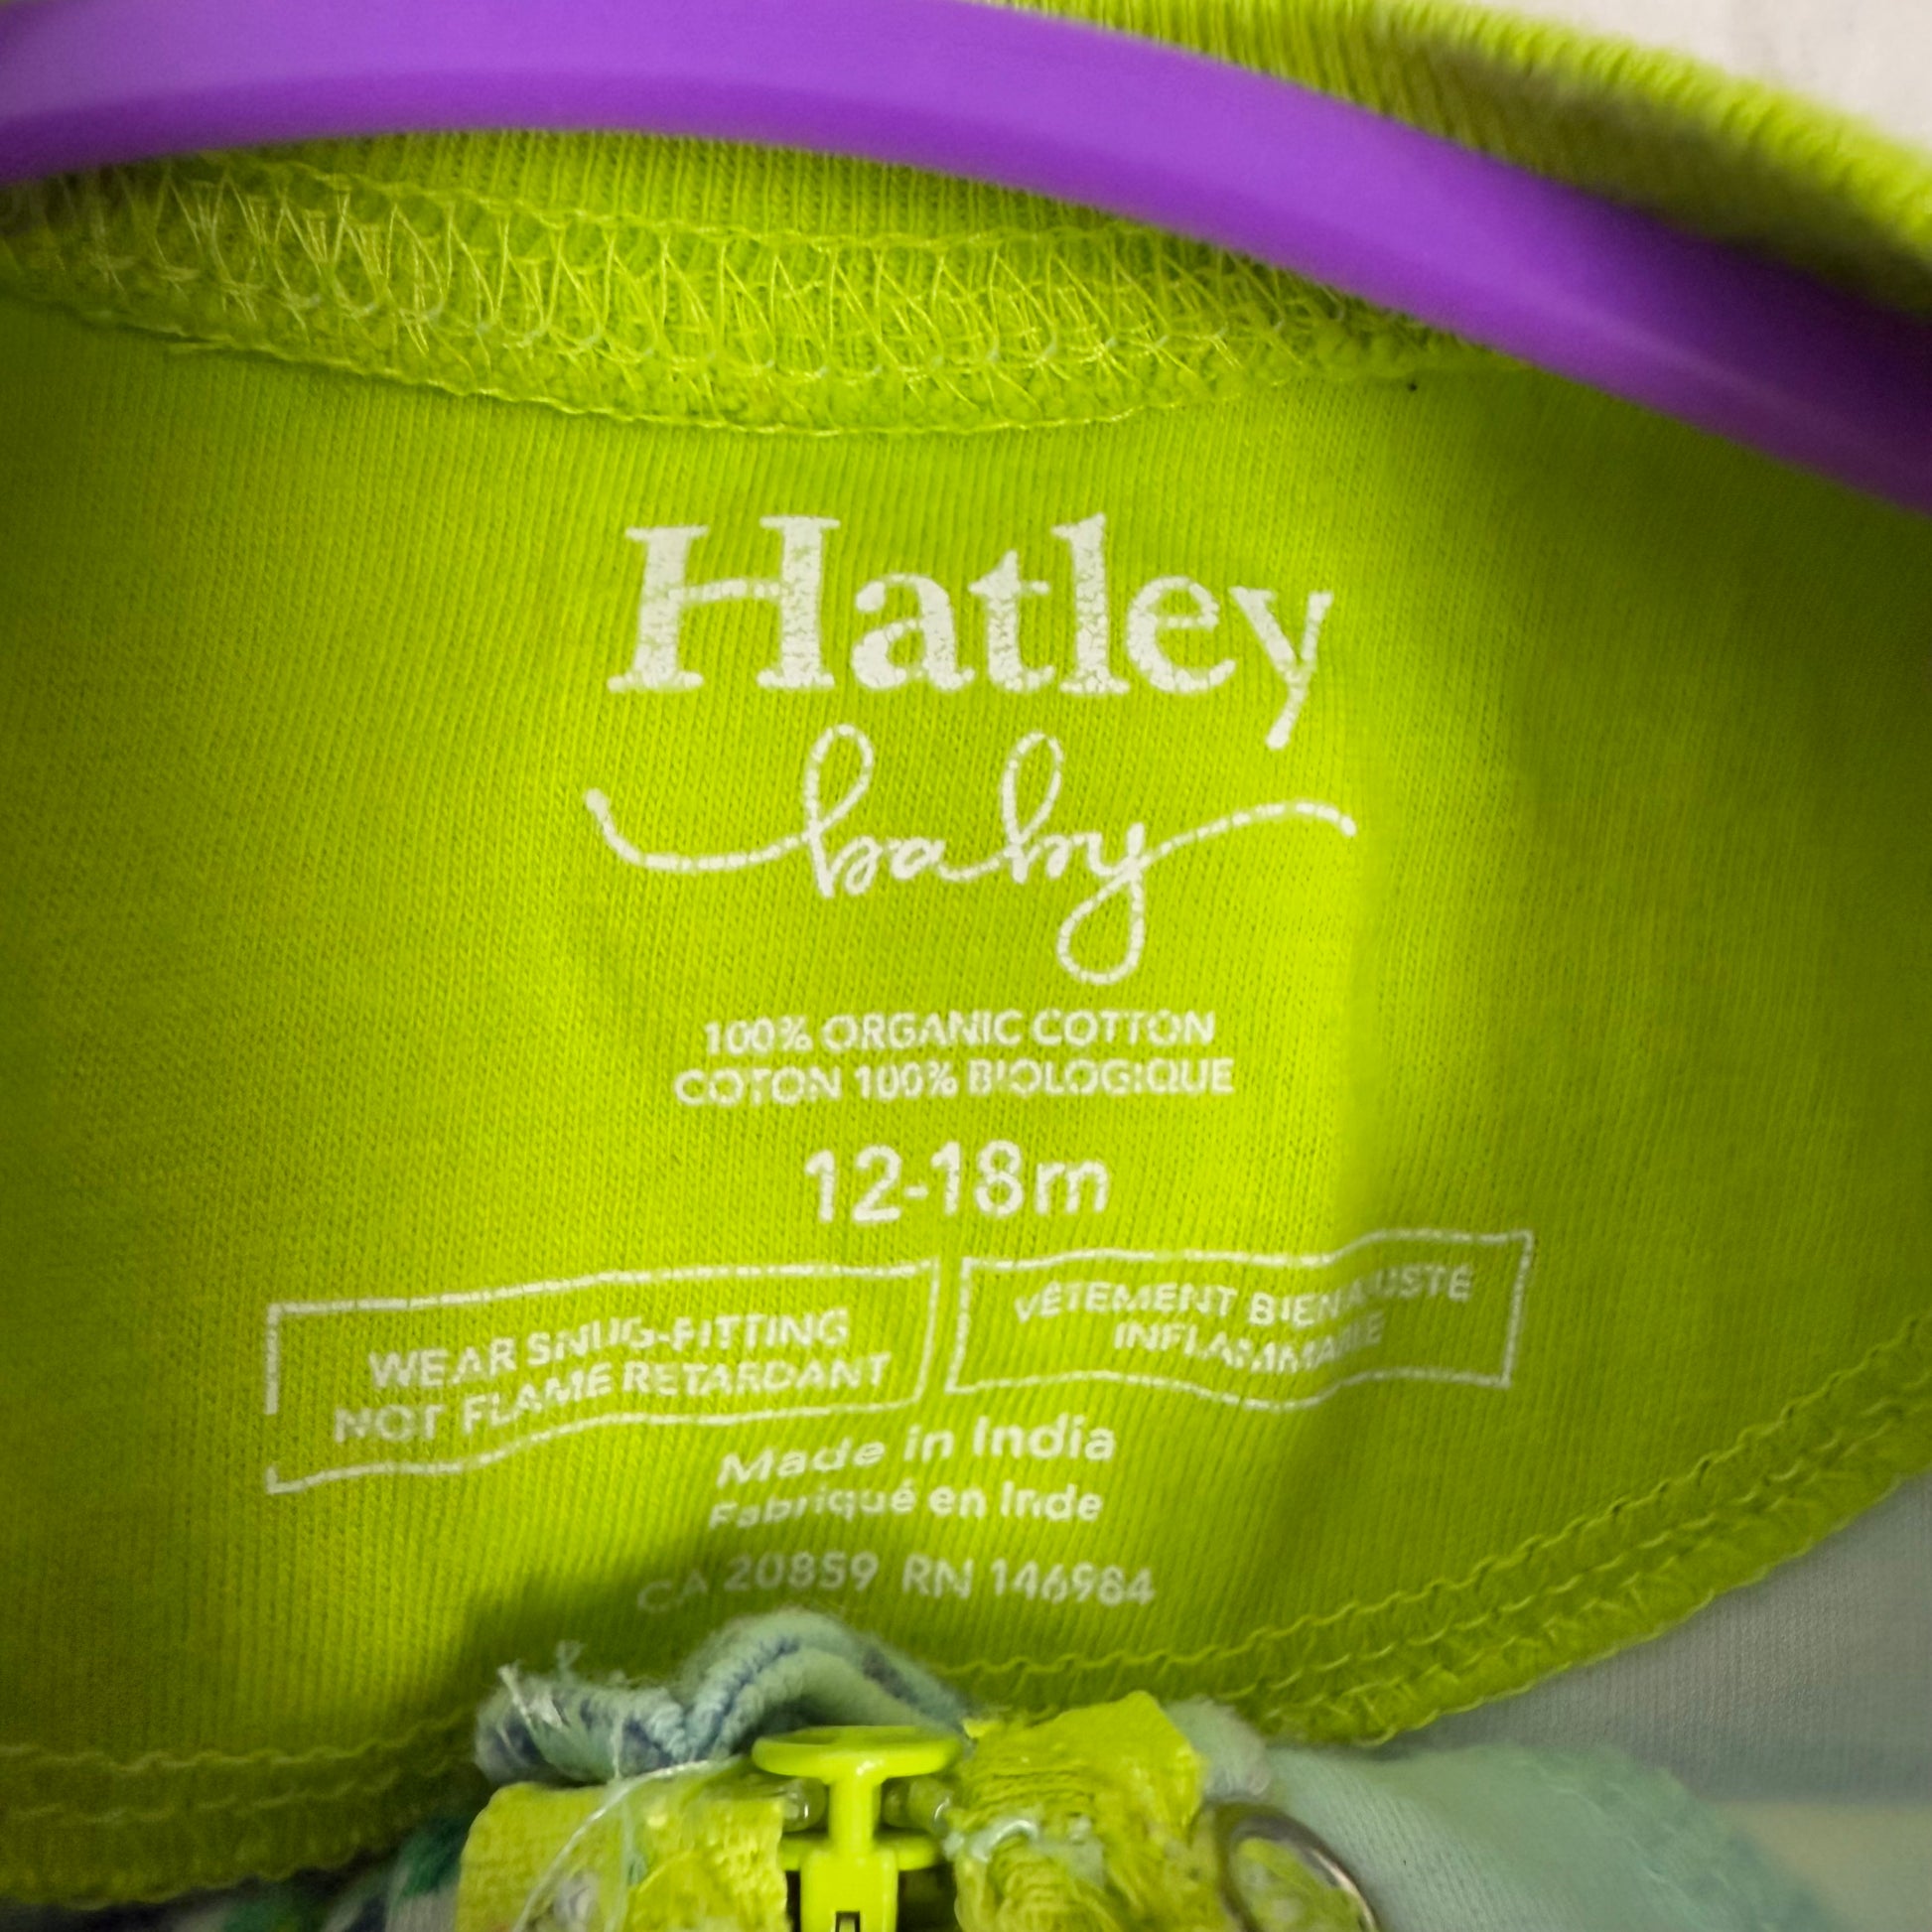 Hatley
baby
100% ORGANIC COTTON
COTON 100% BIOLOGIQUE
12-18m
WEAR SNUG-FITTING
NOT FLAME RETARDANT
VÊTEMENT BIEN AJUSTÉ
INFLAMMABLE
Made in India
Fabriqué en Inde
CA 20859 RN 146984